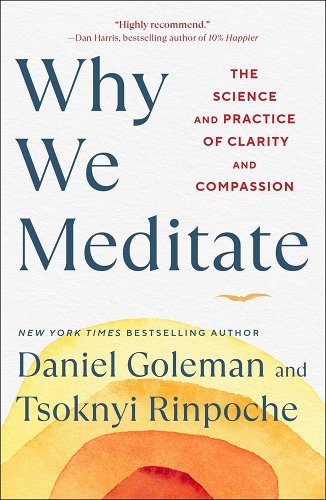 "Highly recommend."
—Dan Harris, bestselling author of 10% Happier
Why
We
Meditate
THE
SCIENCE
AND PRACTICE
OF CLARITY
AND
COMPASSION
NEW YORK TIMES BESTSELLING AUTHOR
Daniel Goleman and
Tsoknyi Rinpoche